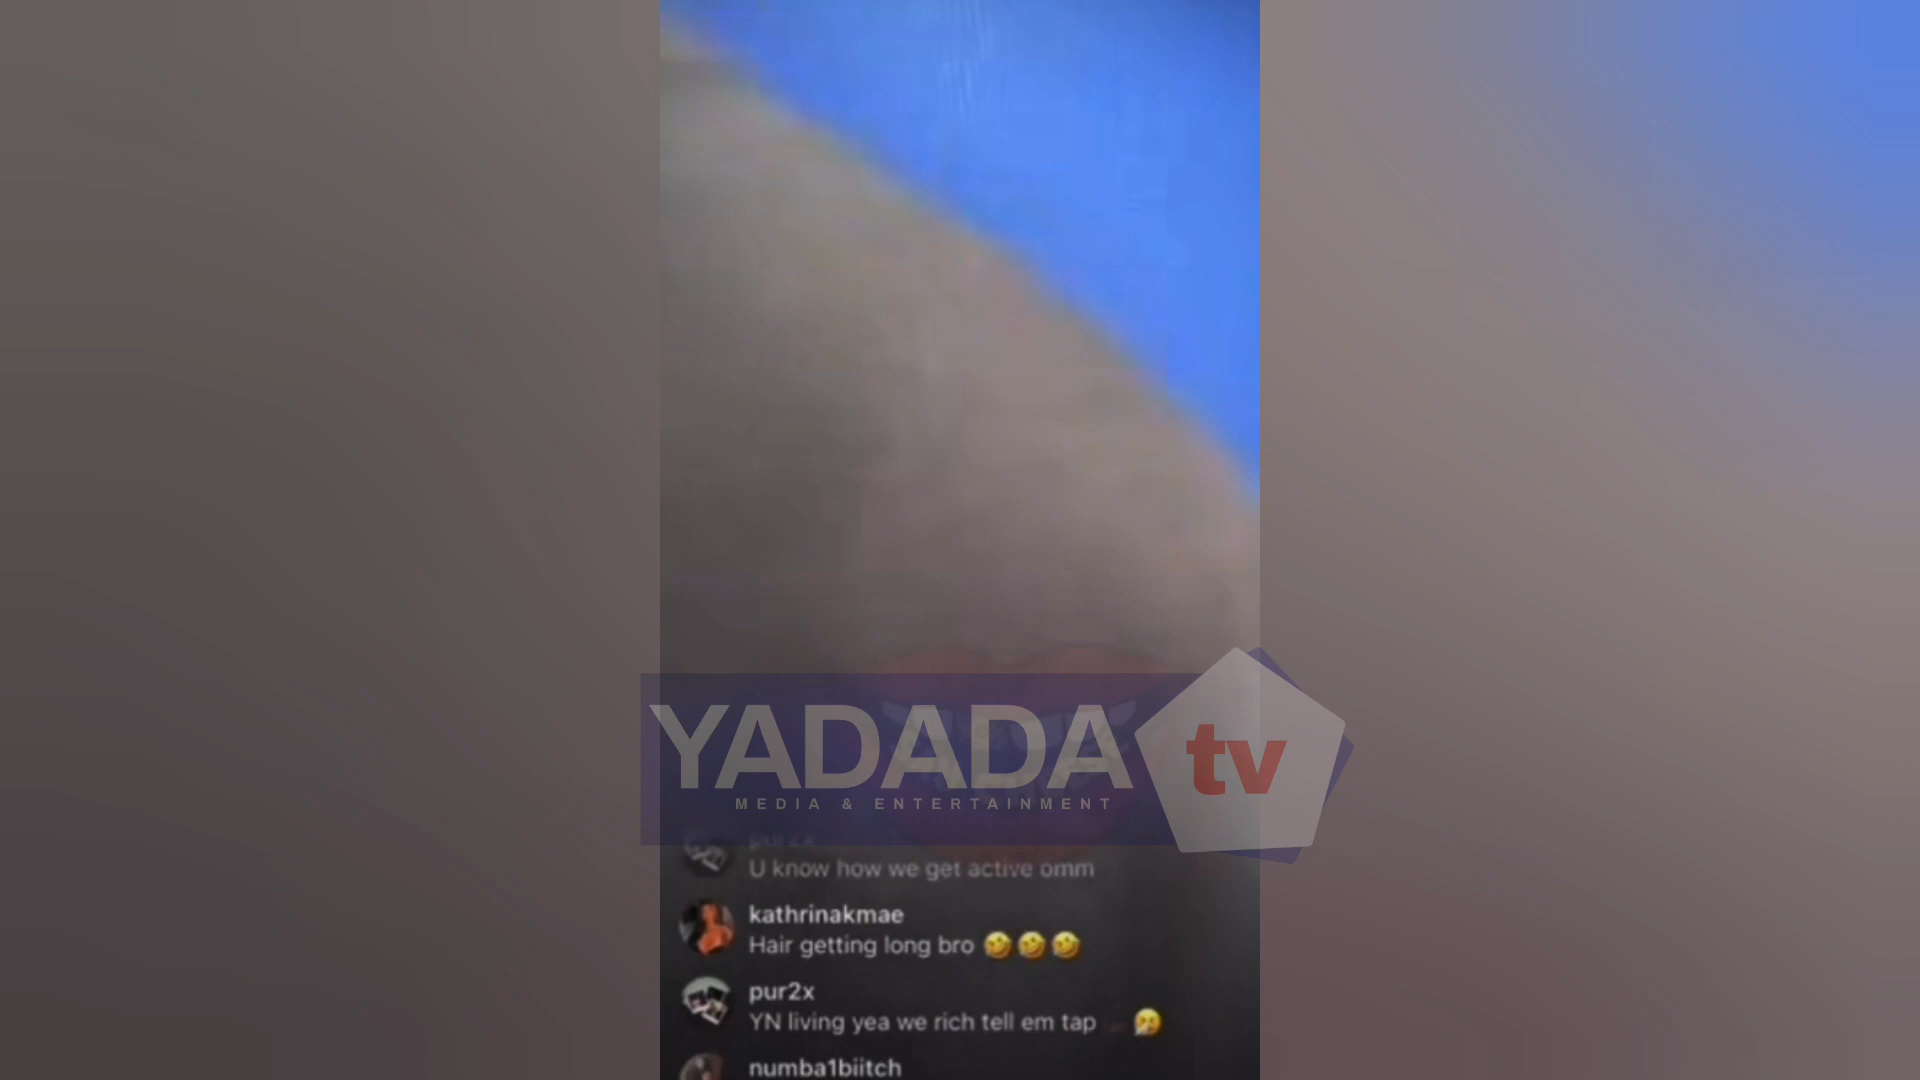 YADADA
tv
MEDIA & ENTERTAINMENT
pur2x
U know how we get active omm
kathrinakmae
Hair getting long bro 🤣🤣🤣
pur2x
YN living yea we rich tell em tap
numba1biitch